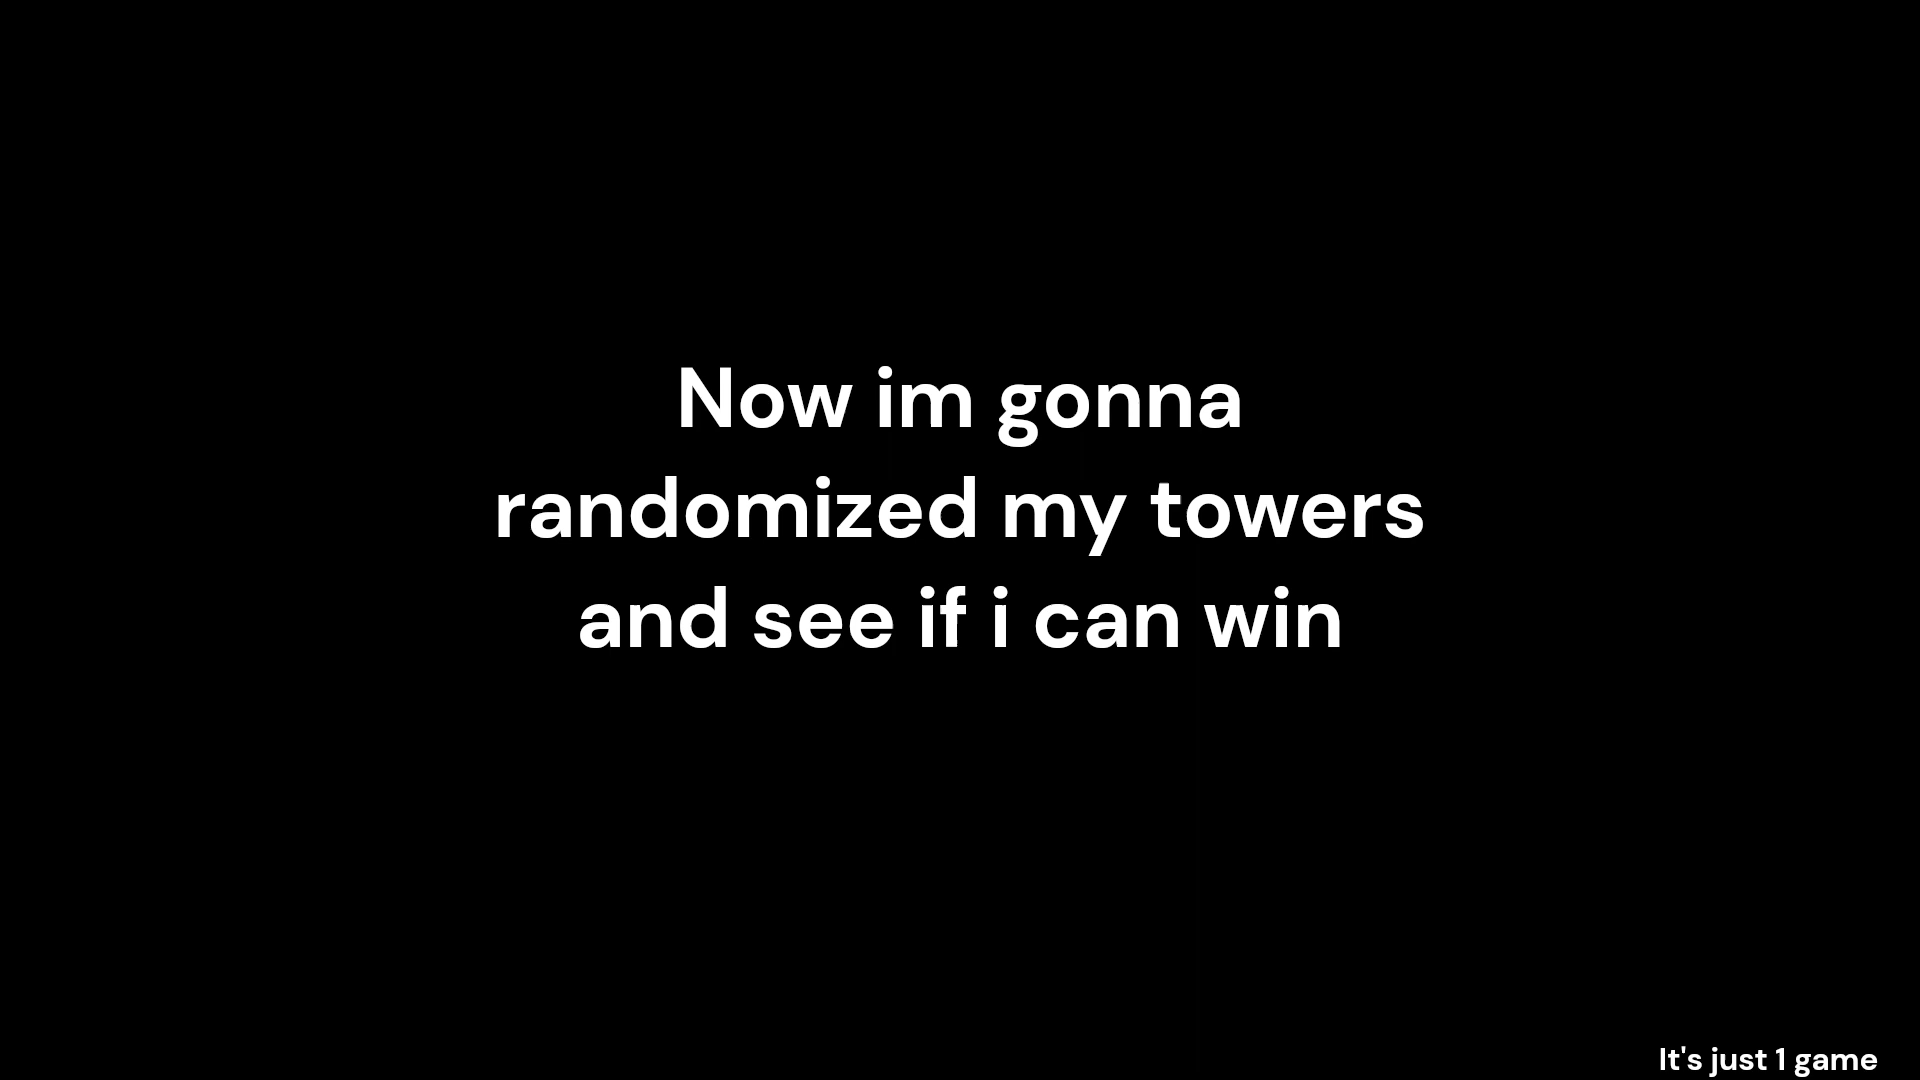 Now im gonna
randomized my towers
and see if i can win
It's just 1 game